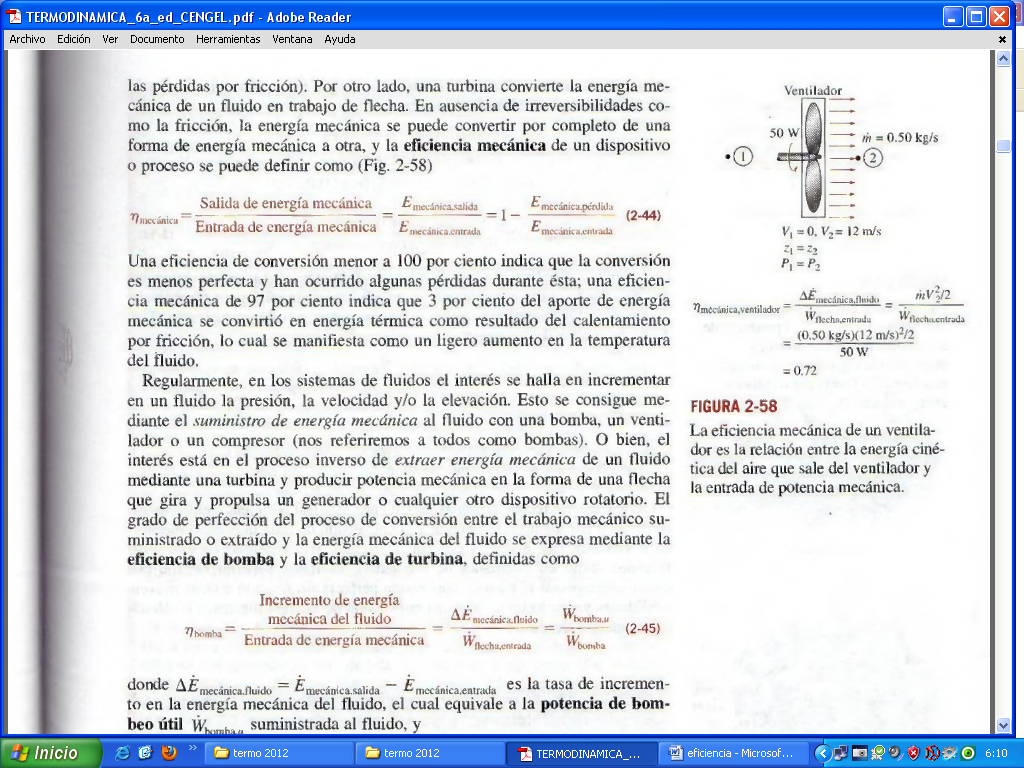 TERMODINAMICA_6a_ed_CENGEL.pdf - Adobe Reader
Archivo Edición Ver Documento Herramientas Ventana Ayuda
las pérdidas por fricción). Por otro lado, una turbina convierte la energía me-
cánica de un fluido en trabajo de flecha. En ausencia de irreversibilidades co-
mo la fricción, la energía mecánica se puede convertir por completo de una
forma de energía mecánica a otra, y la eficiencia mecánica de un dispositivo
o proceso se puede definir como (Fig. 2-58)
η mecánica = Salida de energía mecánica / Entrada de energía mecánica = E mecánica,salida / E mecánica,entrada = 1 − E mecánica,pérdida / E mecánica,entrada (2-44)
Una eficiencia de conversión menor a 100 por ciento indica que la conversión
es menos perfecta y han ocurrido algunas pérdidas durante ésta; una eficien-
cia mecánica de 97 por ciento indica que 3 por ciento del aporte de energía
mecánica se convirtió en energía térmica como resultado del calentamiento
por fricción, lo cual se manifiesta como un ligero aumento en la temperatura
del fluido.
Regularmente, en los sistemas de fluidos el interés se halla en incrementar
en un fluido la presión, la velocidad y/o la elevación. Esto se consigue me-
diante el suministro de energía mecánica al fluido con una bomba, un venti-
lador o un compresor (nos referiremos a todos como bombas). O bien, el
interés está en el proceso inverso de extraer energía mecánica de un fluido
mediante una turbina y producir potencia mecánica en la forma de una flecha
que gira y propulsa un generador o cualquier otro dispositivo rotatorio. El
grado de perfección del proceso de conversión entre el trabajo mecánico su-
ministrado o extraído y la energía mecánica del fluido se expresa mediante la
eficiencia de bomba y la eficiencia de turbina, definidas como
η bomba = Incremento de energía mecánica del fluido / Entrada de energía mecánica = ΔĖ mecánica,fluido / Ẇ flecha,entrada = Ẇ bomba,u / Ẇ bomba (2-45)
donde ΔĖ mecánica,fluido = Ė mecánica,salida − Ė mecánica,entrada es la tasa de incremen-
to en la energía mecánica del fluido, el cual equivale a la potencia de bom-
beo útil Ẇ bomba,u suministrada al fluido, y
Ventilador
50 W
ṁ = 0.50 kg/s
1
2
V₁ = 0, V₂ = 12 m/s
z₁ = z₂
P₁ = P₂
η mecánica,ventilador = ΔĖ mecánica,fluido / Ẇ flecha,entrada = ṁV₂²/2 / Ẇ flecha,entrada
= (0.50 kg/s)(12 m/s)²/2 / 50 W
= 0.72
FIGURA 2-58
La eficiencia mecánica de un ventila-
dor es la relación entre la energía ciné-
tica del aire que sale del ventilador y
la entrada de potencia mecánica.
Inicio
termo 2012
termo 2012
TERMODINAMICA_...
eficiencia - Microsof...
6:10